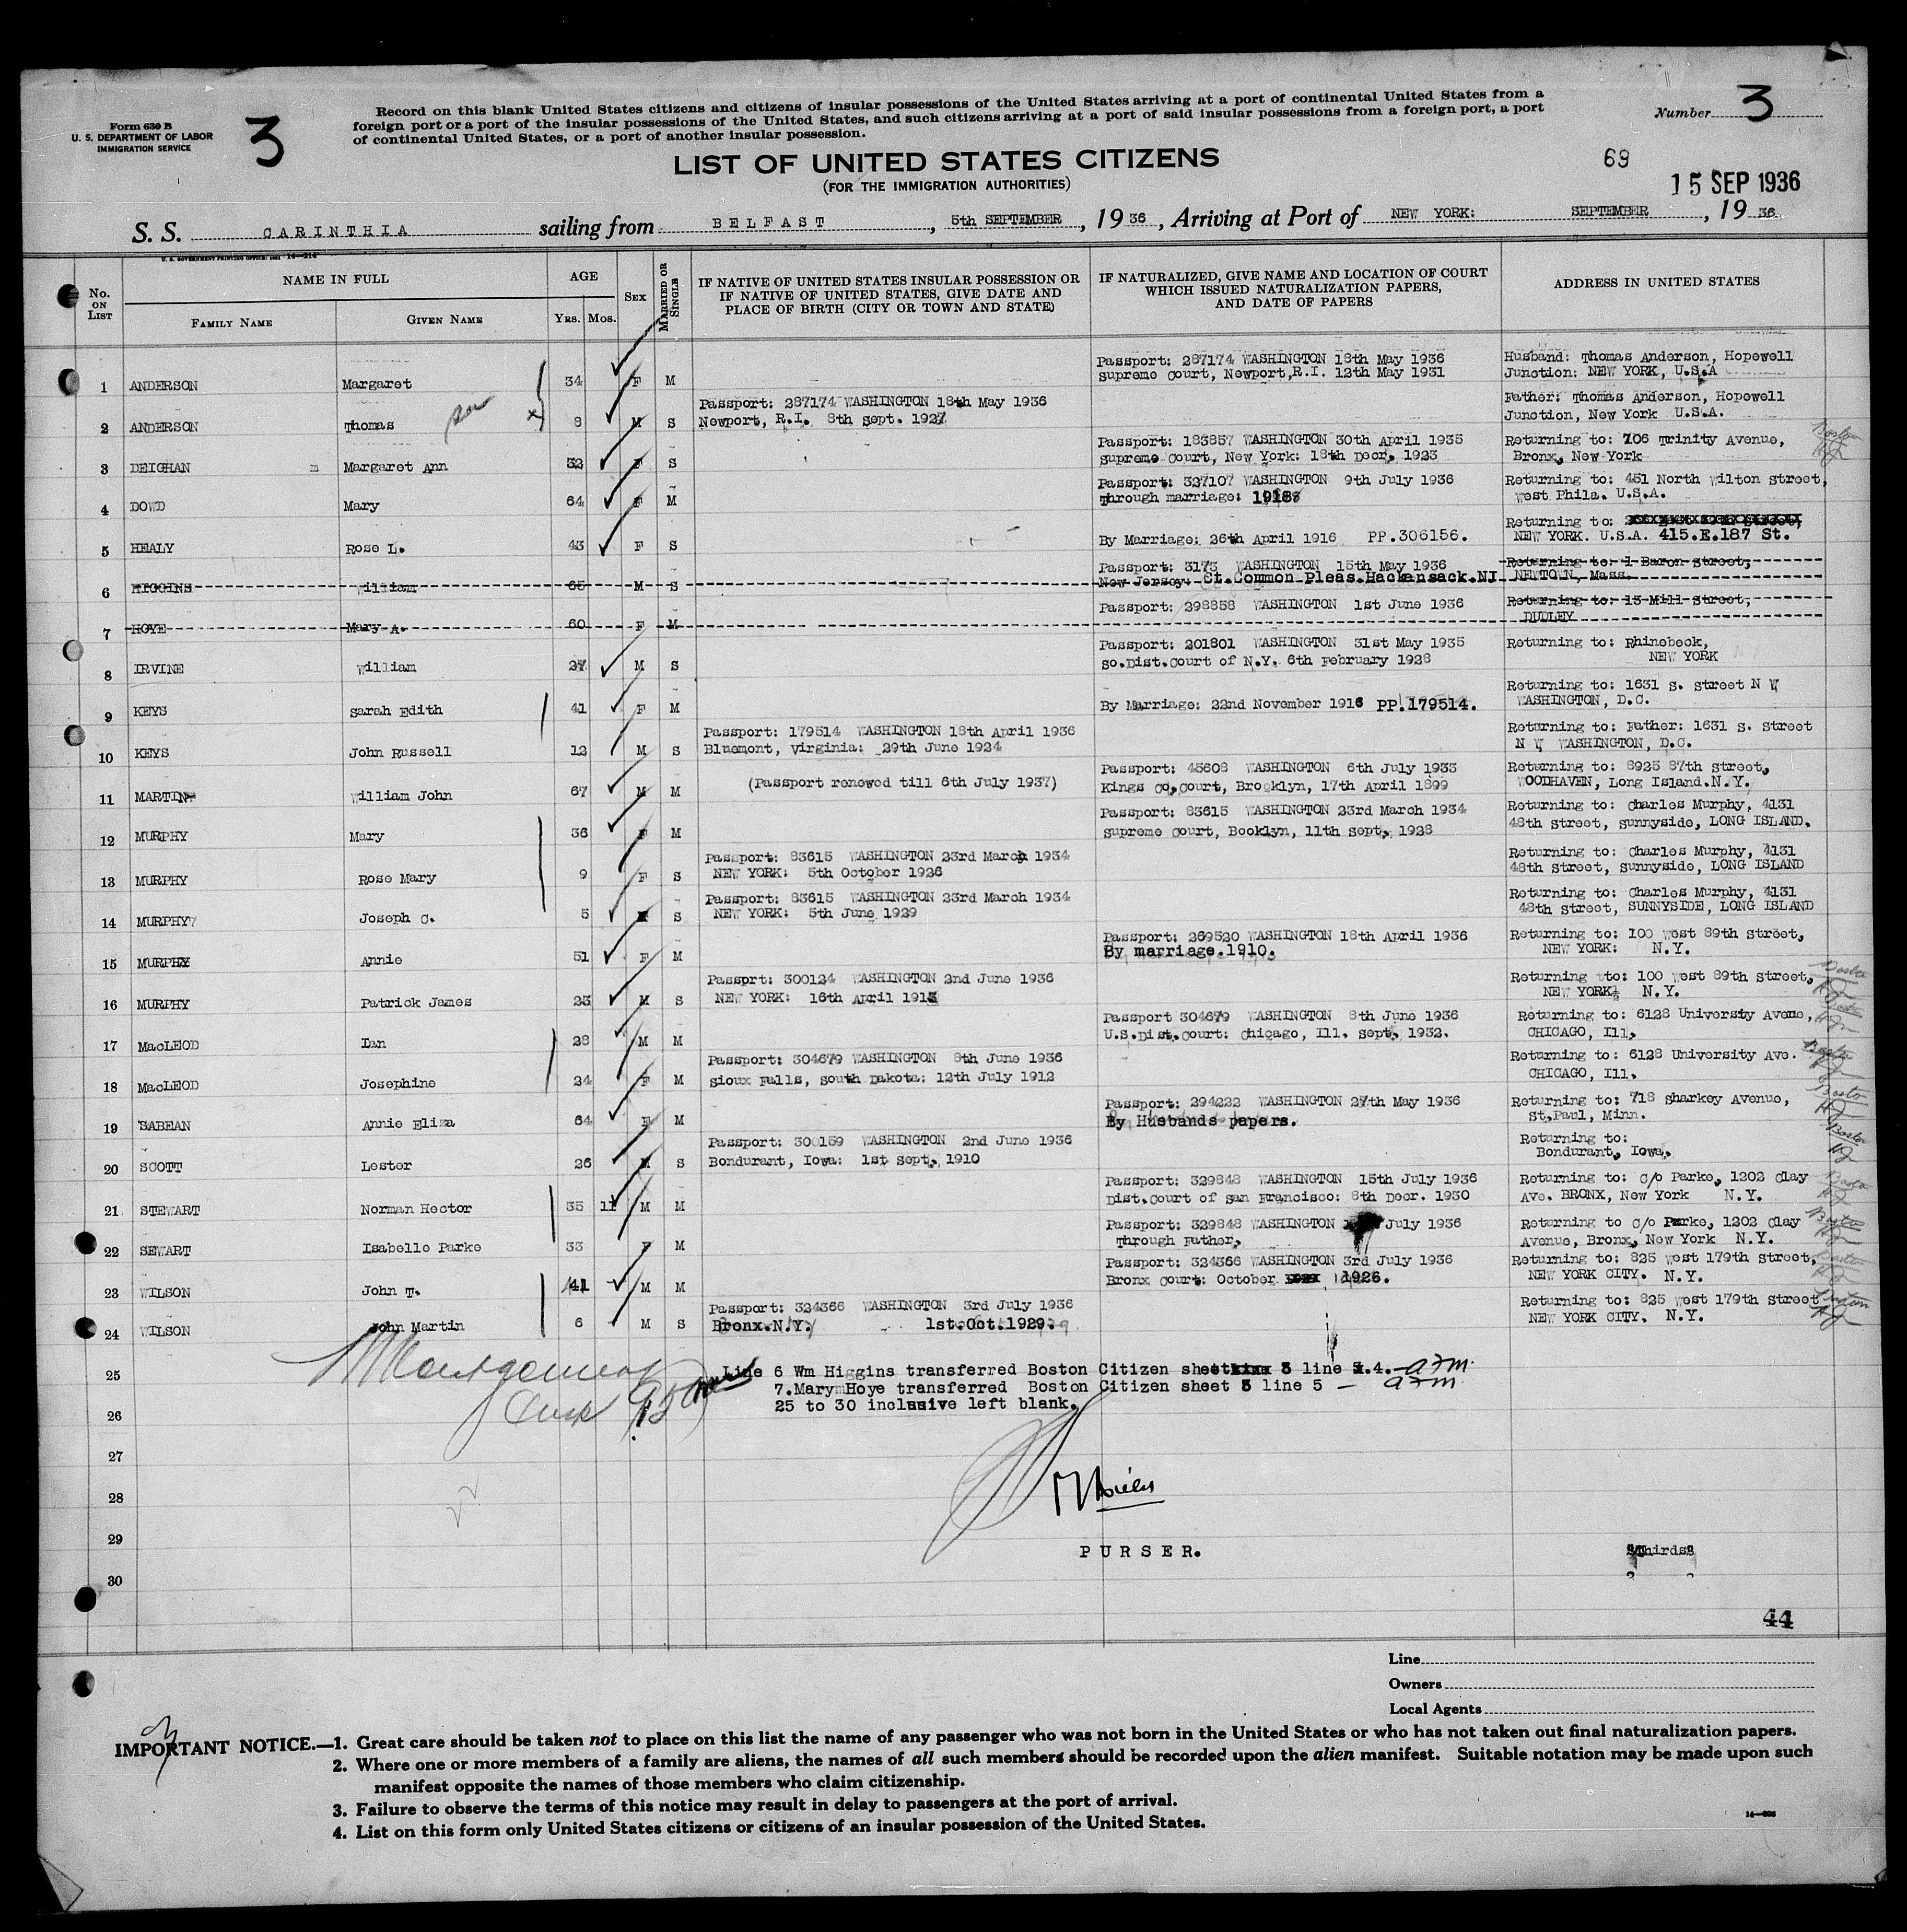 Form 630 B
U. S. DEPARTMENT OF LABOR
IMMIGRATION SERVICE
3
Record on this blank United States citizens and citizens of insular possessions of the United States arriving at a port of continental United States from a
foreign port or a port of the insular possessions of the United States, and such citizens arriving at a port of said insular possessions from a foreign port, a port
of continental United States, or a port of another insular possession.
Number 3
LIST OF UNITED STATES CITIZENS
(FOR THE IMMIGRATION AUTHORITIES)
69
15 SEP 1936
S. S. CARINTHIA sailing from BELFAST, 5th SEPTEMBER, 1936, Arriving at Port of NEW YORK: SEPTEMBER, 1936
No. ON LIST
NAME IN FULL
FAMILY NAME
GIVEN NAME
AGE
YRS. MOS.
SEX
MARRIED OR SINGLE
IF NATIVE OF UNITED STATES INSULAR POSSESSION OR
IF NATIVE OF UNITED STATES, GIVE DATE AND
PLACE OF BIRTH (CITY OR TOWN AND STATE)
IF NATURALIZED, GIVE NAME AND LOCATION OF COURT
WHICH ISSUED NATURALIZATION PAPERS,
AND DATE OF PAPERS
ADDRESS IN UNITED STATES
Passport: 287174 WASHINGTON 18th May 1936 Husband: Thomas Anderson, Hopewell
1 ANDERSON Margaret 34 F M supreme court, Newport,R.I. 12th May 1931 Junction: NEW YORK, U.S.A
Passport: 287174 WASHINGTON 18th May 1936 Father: Thomas Anderson, Hopewell
2 ANDERSON Thomas 8 M S Newport, R.I. 8th sept. 1927 Junction, New York U.S.A.
Passport: 183857 WASHINGTON 30th April 1935 Returning to: 706 Trinity Avenue,
3 DEIGHAN Margaret Ann 32 F S supreme court, New York: 18th Decr. 1923 Bronx, New York
Passport: 327107 WASHINGTON 9th July 1936 Returning to: 451 North Wilton street,
4 DOWD Mary 64 F M Through marriage: West Phila. U.S.A.
Returning to:
5 HEALY Rose L. 43 F S By Marriage: 26th April 1916 PP.306156. NEW YORK. U.S.A. 415.E.187 St.
Passport: 3173 WASHINGTON 15th May 1936 Returning to: 1 Baron street,
6 HIGGINS William 65 M S New Jersey: Ct.Common Pleas.Hackensack.NJ NEWTOWN, Mass.
Passport: 298858 WASHINGTON 1st June 1936 Returning to: 13 Mill Street,
7 HOYE Mary A. 60 F M DUDLEY
Passport: 201801 WASHINGTON 31st May 1935 Returning to: Rhinebeck,
8 IRVINE William 27 M S so.Dist.Court of N.Y. 6th February 1928 NEW YORK
Returning to: 1631 s. street N W
9 KEYS Sarah Edith 41 F M By Marriage: 22nd November 1916 PP.179514. WASHINGTON, D.C.
Passport: 179514 WASHINGTON 18th April 1936 Returning to: Father: 1631 s. street
10 KEYS John Russell 12 M S Bluemont, virginia: 29th June 1924 N W WASHINGTON, D.C.
Passport: 45608 WASHINGTON 6th July 1933 Returning to: 8925 87th street,
11 MARTIN William John 67 M M (Passport renewed till 6th July 1937) Kings co,court, Brooklyn, 17th April 1899 WOODHAVEN, Long Island.N.Y.
Passport: 83615 WASHINGTON 23rd March 1934 Returning to: Charles Murphy, 4131
12 MURPHY Mary 36 F M supreme court, Booklyn, 11th sept, 1928 48th street, sunnyside, LONG ISLAND.
Passport: 83615 WASHINGTON 23rd March 1934 Returning to: Charles Murphy, 4131
13 MURPHY Rose Mary 9 F S NEW YORK: 5th October 1926 48th street, sunnyside, LONG ISLAND
Passport: 83615 WASHINGTON 23rd March 1934 Returning to: Charles Murphy, 4131
14 MURPHY Joseph C. 5 S NEW YORK: 5th June 1929 48th street, SUNNYSIDE, LONG ISLAND
Passport: 269520 WASHINGTON 18th April 1936 Returning to: 100 West 89th Street,
15 MURPHY Annie 51 F M By marriage.1910. NEW YORK: N.Y.
Passport: 300124 WASHINGTON 2nd June 1936 Returning to: 100 West 89th Street,
16 MURPHY Patrick James 23 M S NEW YORK: 16th April 1913 NEW YORK: N.Y.
Passport 304679 WASHINGTON 8th June 1936 Returning to: 6128 University Avenue,
17 MacLEOD Ian 28 M M U.S.Dist.Court: Chicago, Ill. sept, 1932. CHICAGO, Ill,
Passport: 304679 WASHINGTON 8th June 1936 Returning to: 6128 University Ave.
18 MacLEOD Josephine 24 F M Sioux Falls, south Dakota: 12th July 1912 CHICAGO, Ill.
Passport: 294222 WASHINGTON 27th May 1936 Returning to: 718 Sharkey Avenue,
19 SABEAN Annie Eliza 64 F M By Husbands papers. St.Paul, Minn.
Passport: 300159 WASHINGTON 2nd June 1936 Returning to:
20 SCOTT Lester 26 M S Bondurant, Iowa: 1st sept, 1910 Bondurant, Iowa.
Passport: 329848 WASHINGTON 15th July 1936 Returning to: c/o Parke, 1202 Clay
21 STEWART Norman Hector 35 11 M M Dist.Court of San Francisco: 8th Decr. 1930 Ave. BRONX, New York N.Y.
Passport: 329848 WASHINGTON July 1936 Returning to c/o Parke, 1202 Clay
22 SEWART Isabelle Parke 33 F M Through Father, Avenue, Bronx, New York N.Y.
Passport: 324366 WASHINGTON 3rd July 1936 Returning to: 825 West 179th Street,
23 WILSON John T. 41 M M Bronx Court: October 1926. NEW YORK CITY. N.Y.
Passport: 324366 WASHINGTON 3rd July 1936 Returning to: 825 West 179th Street
24 WILSON John Martin 6 M S Bronx.N.Y. 1st.Oct.1929. NEW YORK CITY. N.Y.
25 Line 6 Wm Higgins transferred Boston Citizen sheet 3 line 4.
7.Mary Hoye transferred Boston Citizen sheet 3 line 5
26 25 to 30 inclusive left blank.
27
28
29
PURSER.
Third
30
44
Line
Owners
Local Agents
IMPORTANT NOTICE.—1. Great care should be taken not to place on this list the name of any passenger who was not born in the United States or who has not taken out final naturalization papers.
2. Where one or more members of a family are aliens, the names of all such members should be recorded upon the alien manifest. Suitable notation may be made upon such
manifest opposite the names of those members who claim citizenship.
3. Failure to observe the terms of this notice may result in delay to passengers at the port of arrival.
4. List on this form only United States citizens or citizens of an insular possession of the United States.